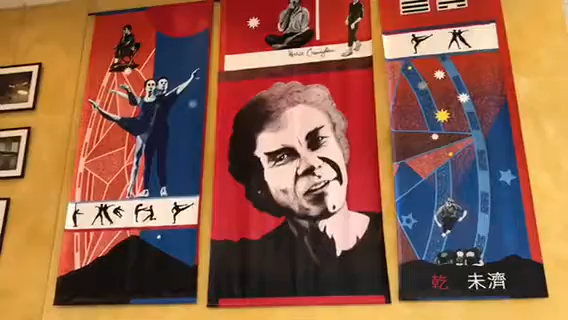 Merce Cunningham
乾 未濟